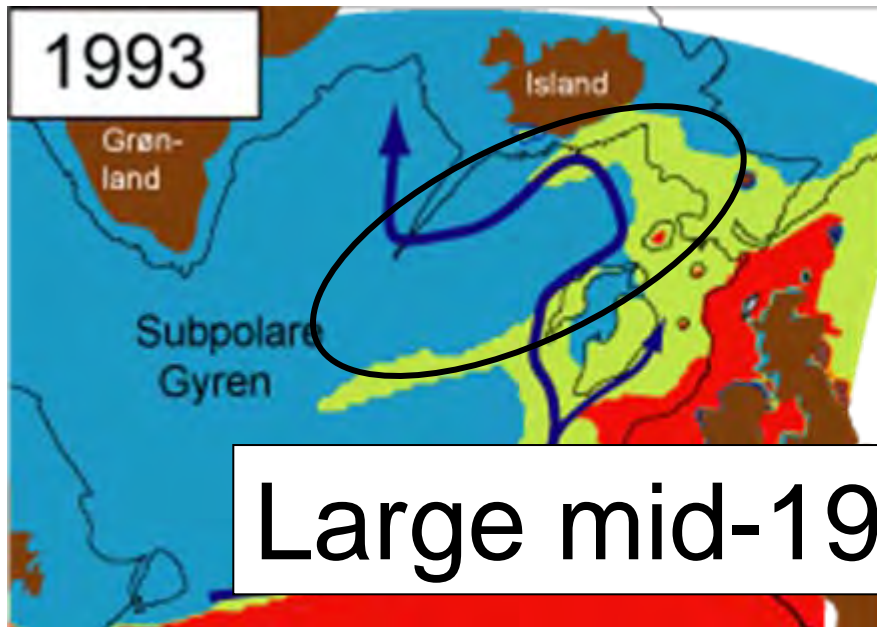 1993
Island
Grøn-
land
Subpolare
Gyren
Large mid-19